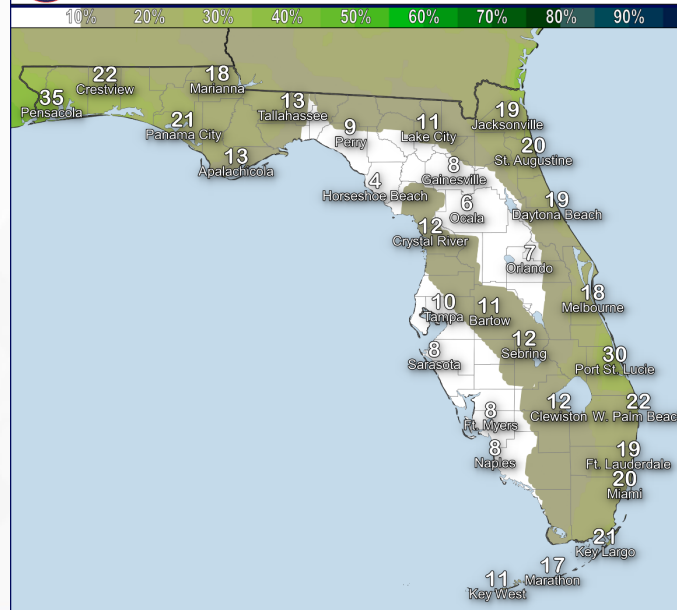 10% 20% 30% 40% 50% 60% 70% 80% 90%
22
Crestview
18
Marianna
35
Pensacola
13
Tallahassee
21
Panama City
9
Perry
11
Lake City
19
Jacksonville
13
Apalachicola
20
St. Augustine
8
Gainesville
4
Horseshoe Beach
6
Ocala
19
Daytona Beach
12
Crystal River
7
Orlando
10
Tampa
11
Bartow
18
Melbourne
8
Sarasota
12
Sebring
30
Port St. Lucie
8
Ft. Myers
12
Clewiston
22
W. Palm Beac
8
Naples
19
Ft. Lauderdale
20
Miami
21
Key Largo
17
Marathon
11
Key West